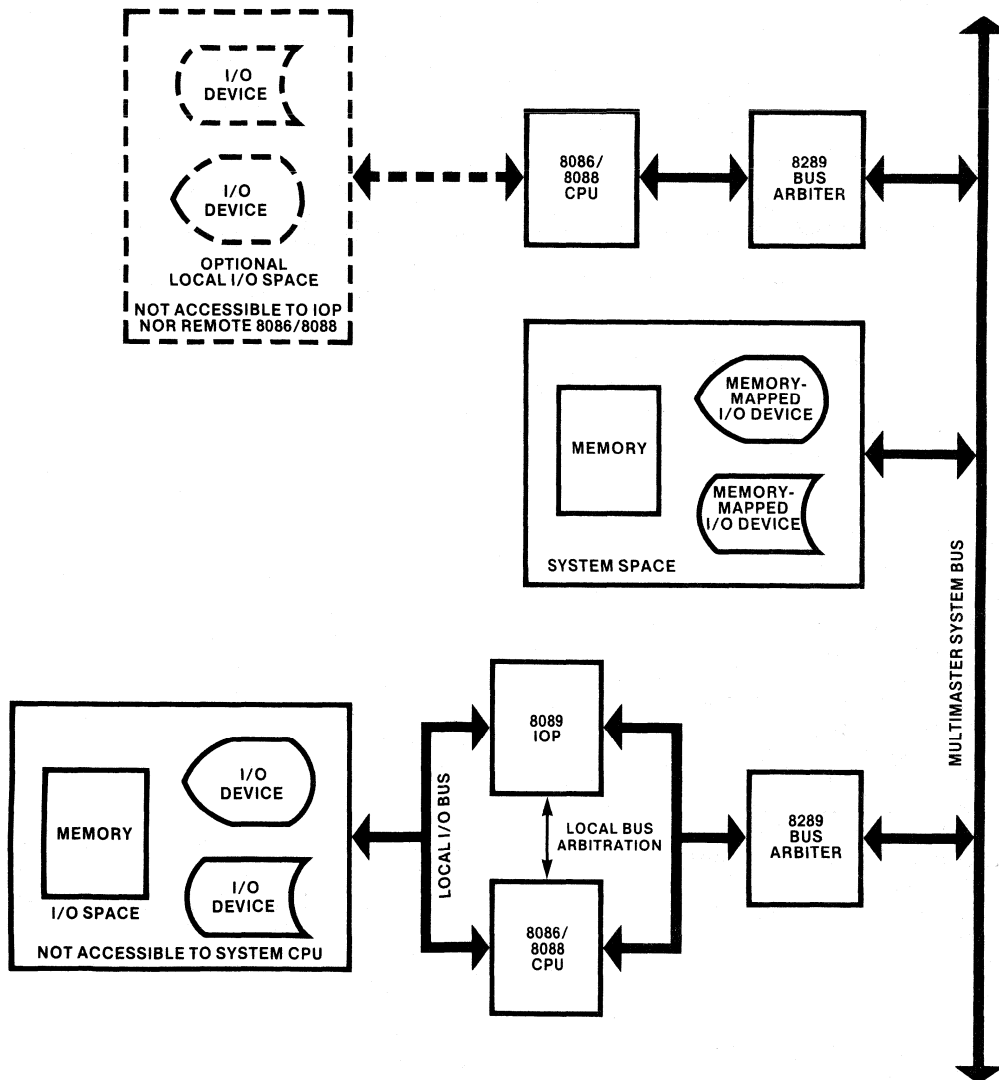 I/O
DEVICE
I/O
DEVICE
OPTIONAL
LOCAL I/O SPACE
NOT ACCESSIBLE TO IOP
NOR REMOTE 8086/8088
8086/
8088
CPU
8289
BUS
ARBITER
MEMORY
MEMORY-
MAPPED
I/O DEVICE
MEMORY-
MAPPED
I/O DEVICE
SYSTEM SPACE
MULTIMASTER SYSTEM BUS
MEMORY
I/O SPACE
I/O
DEVICE
I/O
DEVICE
NOT ACCESSIBLE TO SYSTEM CPU
LOCAL I/O BUS
8089
IOP
LOCAL BUS
ARBITRATION
8086/
8088
CPU
8289
BUS
ARBITER